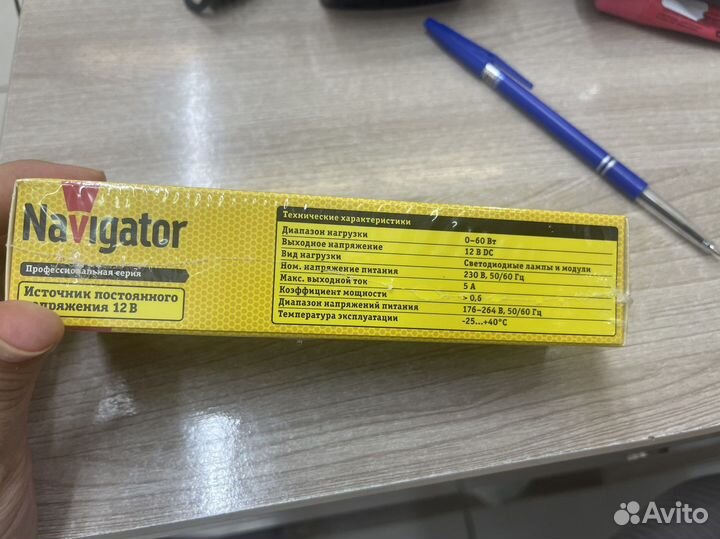 Navigator
Профессиональная серия
Источник постоянного
напряжения 12 В
Технические характеристики
Диапазон нагрузки 0–60 Вт
Выходное напряжение 12 В DC
Вид нагрузки Светодиодные лампы и модули
Ном. напряжение питания 230 В, 50/60 Гц
Макс. выходной ток 5 А
Коэффициент мощности > 0,6
Диапазон напряжений питания 176–264 В, 50/60 Гц
Температура эксплуатации -25...+40°C
Avito